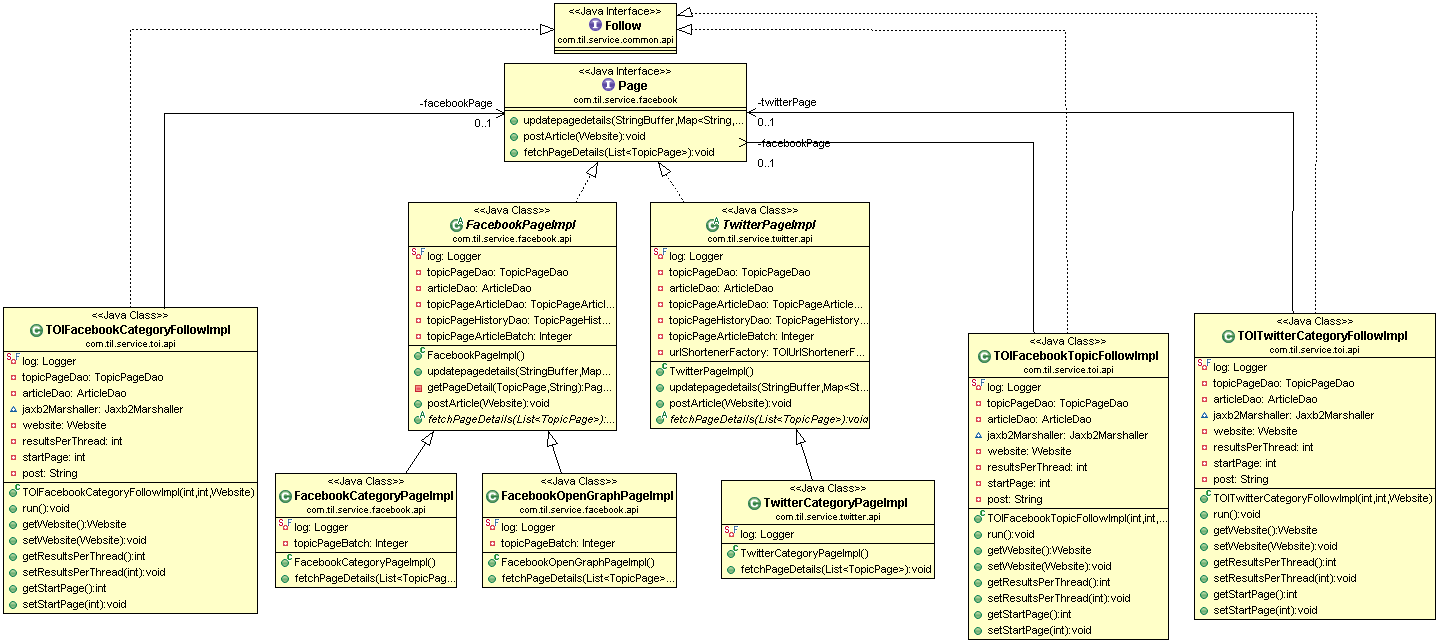 <<Java Interface>>
Follow
com.til.service.common.api
<<Java Interface>>
Page
com.til.service.facebook
updatepagedetails(StringBuffer,Map<String,...
postArticle(Website):void
fetchPageDetails(List<TopicPage>):void
-facebookPage
0..1
-twitterPage
0..1
-facebookPage
0..1
<<Java Class>>
FacebookPageImpl
com.til.service.facebook.api
log: Logger
topicPageDao: TopicPageDao
articleDao: ArticleDao
topicPageArticleDao: TopicPageArticl...
topicPageHistoryDao: TopicPageHist...
topicPageArticleBatch: Integer
FacebookPageImpl()
updatepagedetails(StringBuffer,Map...
getPageDetail(TopicPage,String):Pag...
postArticle(Website):void
fetchPageDetails(List<TopicPage>):...
<<Java Class>>
TwitterPageImpl
com.til.service.twitter.api
log: Logger
topicPageDao: TopicPageDao
articleDao: ArticleDao
topicPageArticleDao: TopicPageArticle...
topicPageHistoryDao: TopicPageHistory...
topicPageArticleBatch: Integer
urlShortenerFactory: TOIUrlShortenerF...
TwitterPageImpl()
updatepagedetails(StringBuffer,Map<St...
postArticle(Website):void
fetchPageDetails(List<TopicPage>):void
<<Java Class>>
TOIFacebookCategoryFollowImpl
com.til.service.toi.api
log: Logger
topicPageDao: TopicPageDao
articleDao: ArticleDao
jaxb2Marshaller: Jaxb2Marshaller
website: Website
resultsPerThread: int
startPage: int
post: String
TOIFacebookCategoryFollowImpl(int,int,Website)
run():void
getWebsite():Website
setWebsite(Website):void
getResultsPerThread():int
setResultsPerThread(int):void
getStartPage():int
setStartPage(int):void
<<Java Class>>
FacebookCategoryPageImpl
com.til.service.facebook.api
log: Logger
topicPageBatch: Integer
FacebookCategoryPageImpl()
fetchPageDetails(List<TopicPag...
<<Java Class>>
FacebookOpenGraphPageImpl
com.til.service.facebook.api
log: Logger
topicPageBatch: Integer
FacebookOpenGraphPageImpl()
fetchPageDetails(List<TopicPage>...
<<Java Class>>
TwitterCategoryPageImpl
com.til.service.twitter.api
log: Logger
TwitterCategoryPageImpl()
fetchPageDetails(List<TopicPage>):void
<<Java Class>>
TOIFacebookTopicFollowImpl
com.til.service.toi.api
log: Logger
topicPageDao: TopicPageDao
articleDao: ArticleDao
jaxb2Marshaller: Jaxb2Marshaller
website: Website
resultsPerThread: int
startPage: int
post: String
TOIFacebookTopicFollowImpl(int,int,...
run():void
getWebsite():Website
setWebsite(Website):void
getResultsPerThread():int
setResultsPerThread(int):void
getStartPage():int
setStartPage(int):void
<<Java Class>>
TOITwitterCategoryFollowImpl
com.til.service.toi.api
log: Logger
topicPageDao: TopicPageDao
articleDao: ArticleDao
jaxb2Marshaller: Jaxb2Marshaller
website: Website
resultsPerThread: int
startPage: int
post: String
TOITwitterCategoryFollowImpl(int,int,Website)
run():void
getWebsite():Website
setWebsite(Website):void
getResultsPerThread():int
setResultsPerThread(int):void
getStartPage():int
setStartPage(int):void